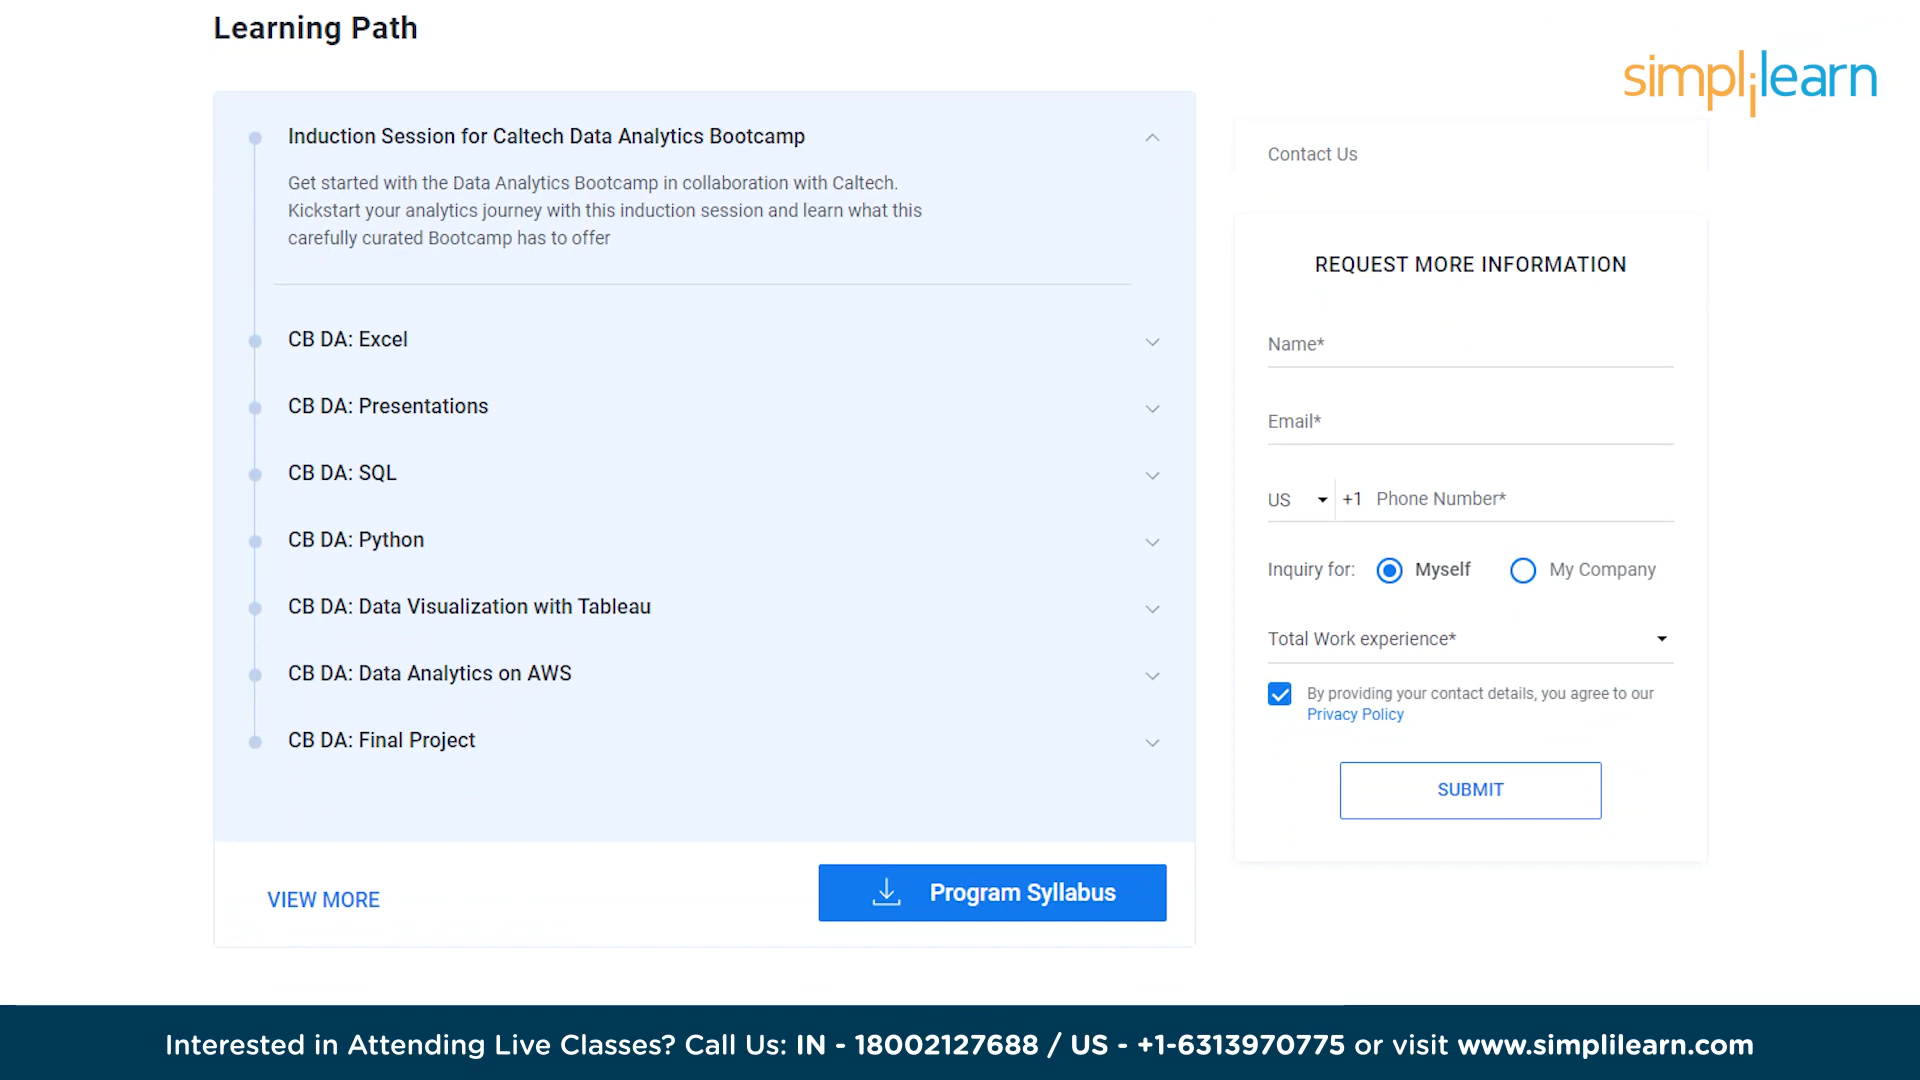 Learning Path
simplilearn
Induction Session for Caltech Data Analytics Bootcamp
Get started with the Data Analytics Bootcamp in collaboration with Caltech.
Kickstart your analytics journey with this induction session and learn what this
carefully curated Bootcamp has to offer
CB DA: Excel
CB DA: Presentations
CB DA: SQL
CB DA: Python
CB DA: Data Visualization with Tableau
CB DA: Data Analytics on AWS
CB DA: Final Project
VIEW MORE
Program Syllabus
Contact Us
REQUEST MORE INFORMATION
Name*
Email*
US +1 Phone Number*
Inquiry for: Myself My Company
Total Work experience*
By providing your contact details, you agree to our
Privacy Policy
SUBMIT
Interested in Attending Live Classes? Call Us: IN - 18002127688 / US - +1-6313970775 or visit www.simplilearn.com